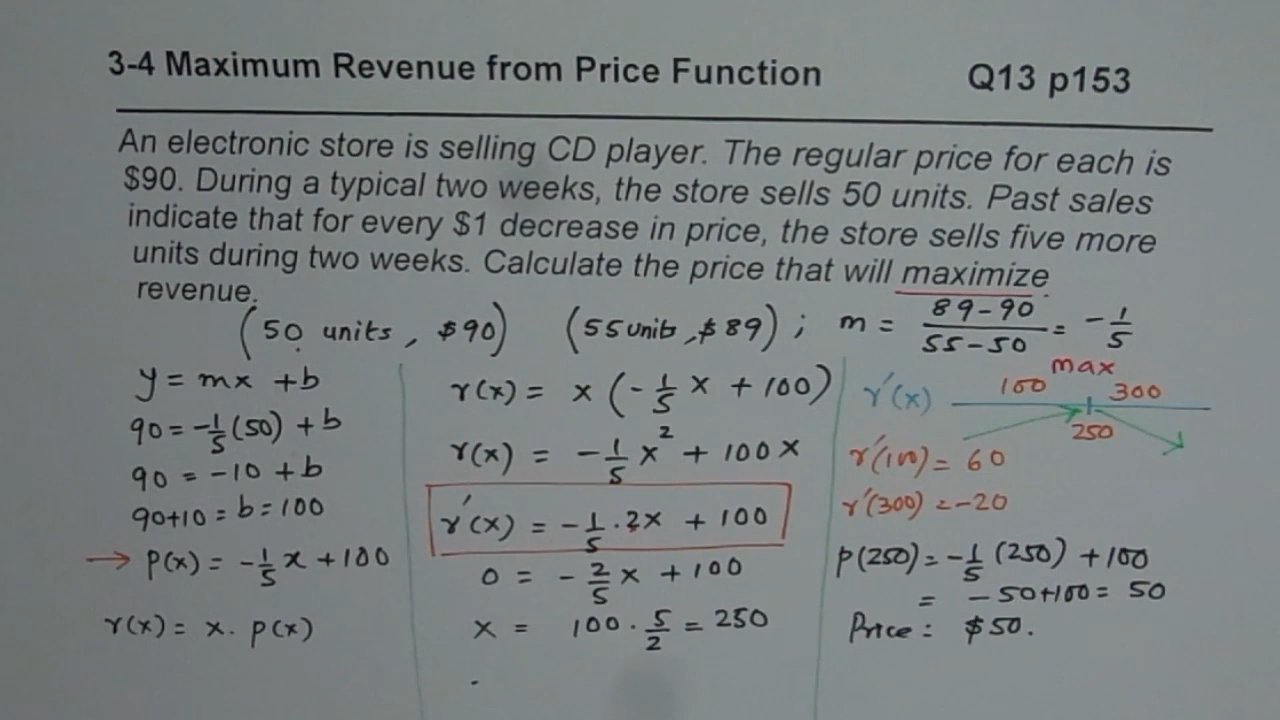 3-4 Maximum Revenue from Price Function Q13 p153
An electronic store is selling CD player. The regular price for each is
$90. During a typical two weeks, the store sells 50 units. Past sales
indicate that for every $1 decrease in price, the store sells five more
units during two weeks. Calculate the price that will maximize
revenue.
(50 units, $90) (55 units, $89) ; m = (89-90)/(55-50) = -1/5
y = mx + b
90 = -1/5(50) + b
90 = -10 + b
90+10 = b = 100
→ p(x) = -1/5 x + 100
r(x) = x. p(x)
r(x) = x (-1/5 x + 100)
r(x) = -1/5 x² + 100x
r'(x) = -1/5 . 2x + 100
0 = -2/5 x + 100
x = 100 . 5/2 = 250
max
r'(x) 100 300
250
r'(100) = 60
r'(300) = -20
p(250) = -1/5 (250) + 100
= -50+100 = 50
Price : $50.